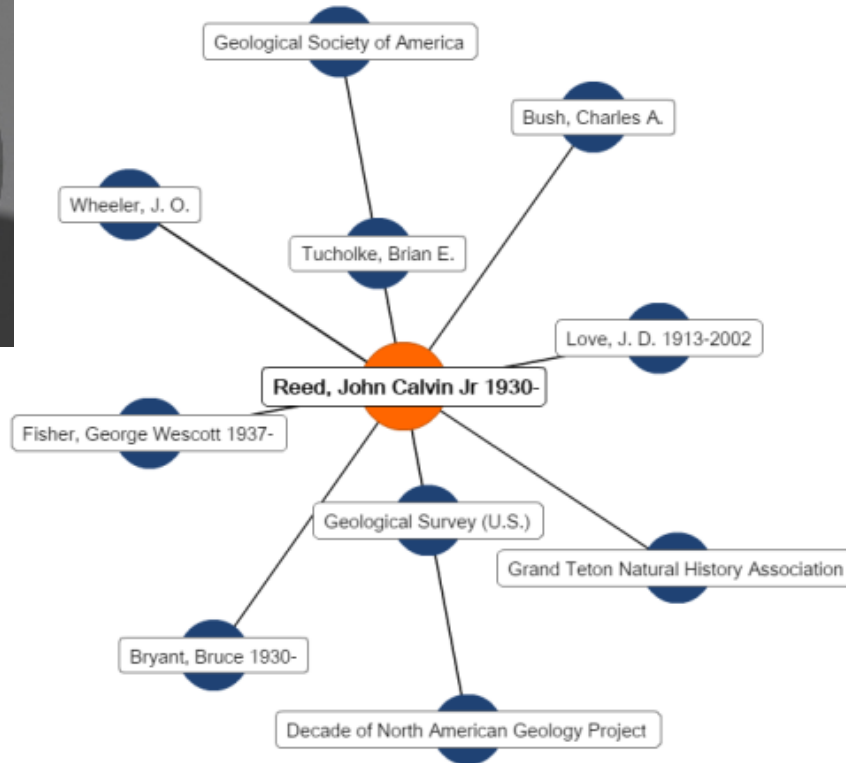 Geological Society of America
Bush, Charles A.
Wheeler, J. O.
Tucholke, Brian E.
Love, J. D. 1913-2002
Reed, John Calvin Jr 1930-
Fisher, George Wescott 1937-
Geological Survey (U.S.)
Grand Teton Natural History Association
Bryant, Bruce 1930-
Decade of North American Geology Project